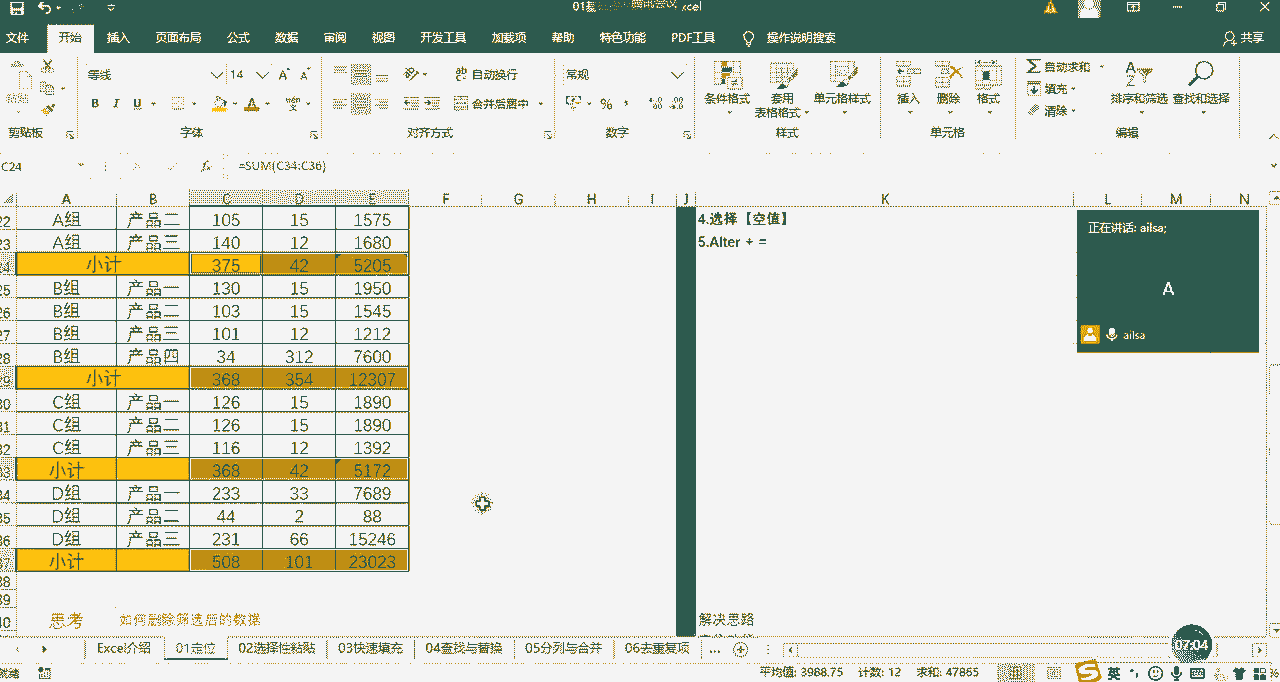 .xcel
文件 开始 插入 页面布局 公式 数据 审阅 视图 开发工具 加载项 帮助 特色功能 PDF工具 操作说明搜索 共享
等线 14 自动换行 常规 自动求和
B I U 合并后居中 % 条件格式 套用 单元格样式 插入 删除 格式 填充 排序和筛选 查找和选择
表格格式 清除
剪贴板 字体 对齐方式 数字 样式 单元格 编辑
C24 fx =SUM(C34:C36)
A B C D E F G H I J K L M N
22 A组 产品二 105 15 1575 4.选择【空值】
23 A组 产品三 140 12 1680 5.Alter + =
24 小计 375 42 5205
25 B组 产品一 130 15 1950
26 B组 产品二 103 15 1545
27 B组 产品三 101 12 1212
28 B组 产品四 34 312 7600
29 小计 368 354 12307
30 C组 产品一 126 15 1890
31 C组 产品二 126 15 1890
32 C组 产品三 116 12 1392
33 小计 368 42 5172
34 D组 产品一 233 33 7689
35 D组 产品二 44 2 88
36 D组 产品三 231 66 15246
37 小计 508 101 23023
38
39
40 思考 如何删除筛选后的数据 解决思路
正在讲话: ailsa;
A
ailsa
Excel介绍 01定位 02选择性粘贴 03快速填充 04查找与替换 05分列与合并 06去重复项 ...
07:04
就绪 平均值: 3988.75 计数: 12 求和: 47865 英 %